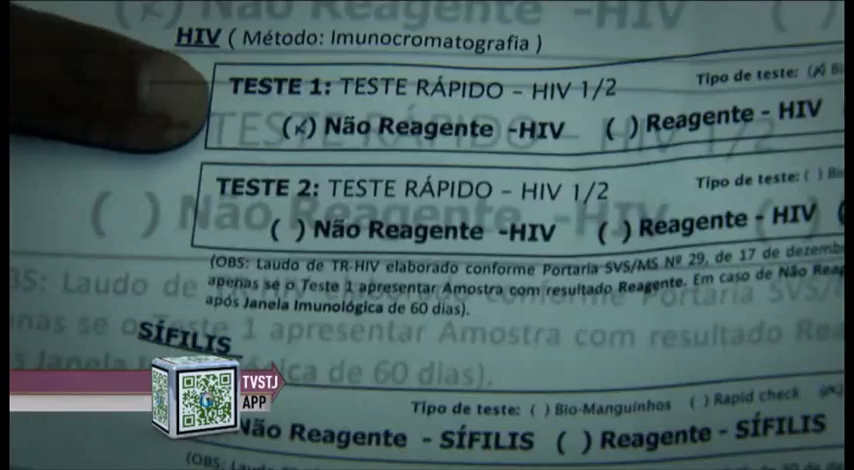 HIV ( Método: Imunocromatografia )
TESTE 1: TESTE RÁPIDO – HIV 1/2 Tipo de teste:
(x) Não Reagente -HIV ( ) Reagente - HIV
TESTE 2: TESTE RÁPIDO – HIV 1/2 Tipo de teste: ( )
( ) Não Reagente -HIV ( ) Reagente - HIV (
(OBS: Laudo de TR-HIV elaborado conforme Portaria SVS/MS Nº 29, de 17 de dezemb
apenas se o Teste 1 apresentar Amostra com resultado Reagente. Em caso de Não Reag
após Janela Imunológica de 60 dias).
SÍFILIS
TVSTJ
APP
Tipo de teste: ( ) Bio-Manguinhos ( ) Rapid check
Não Reagente - SÍFILIS ( ) Reagente - SÍFILIS
(OBS: